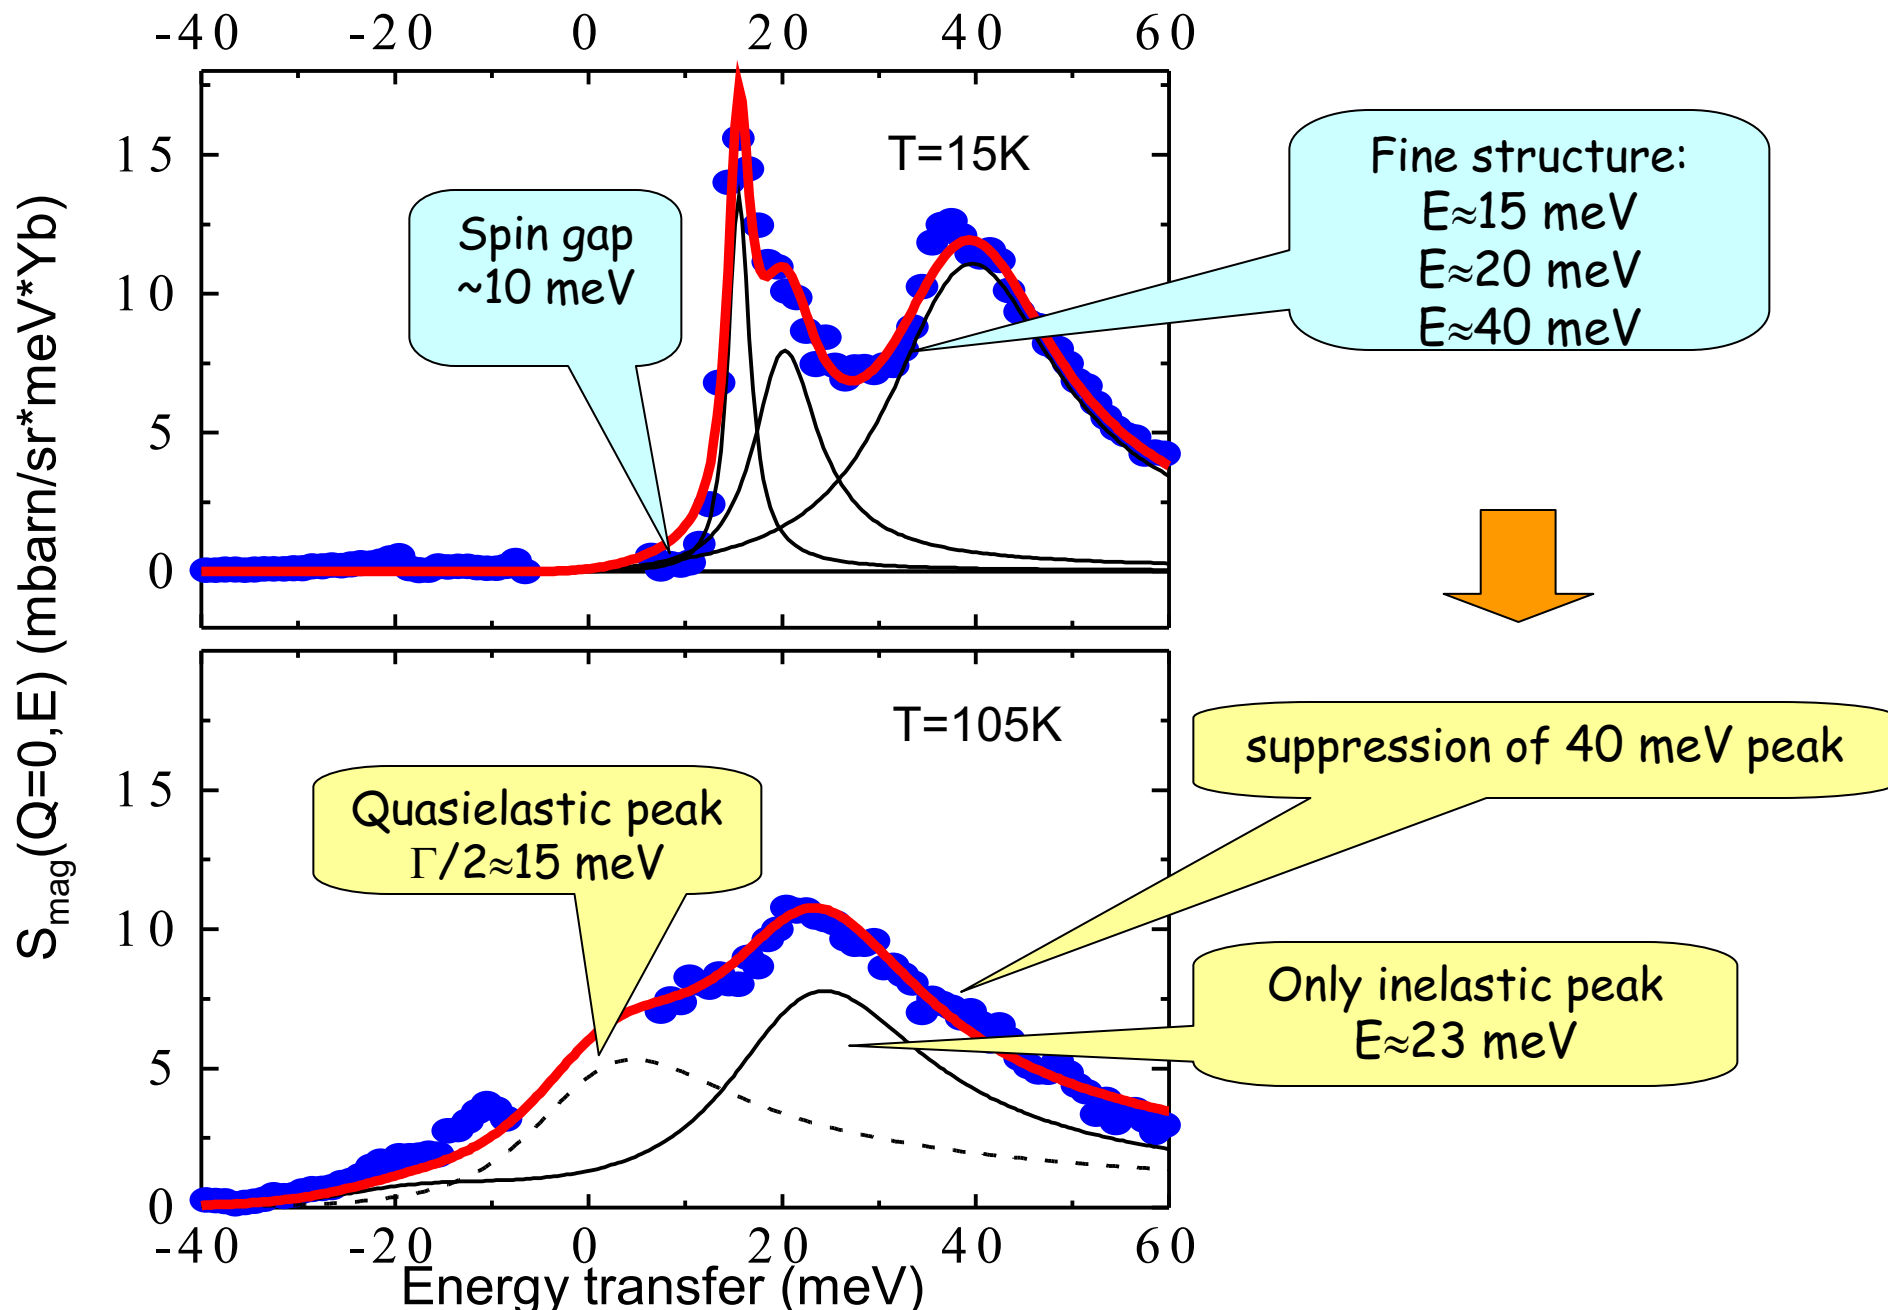 -40 -20 0 20 40 60
S_mag(Q=0,E) (mbarn/sr*meV*Yb)
15
10
5
0
T=15K
Spin gap
~10 meV
Fine structure:
E≈15 meV
E≈20 meV
E≈40 meV
T=105K
15
10
5
0
Quasielastic peak
Γ/2≈15 meV
suppression of 40 meV peak
Only inelastic peak
E≈23 meV
-40 -20 0 20 40 60
Energy transfer (meV)